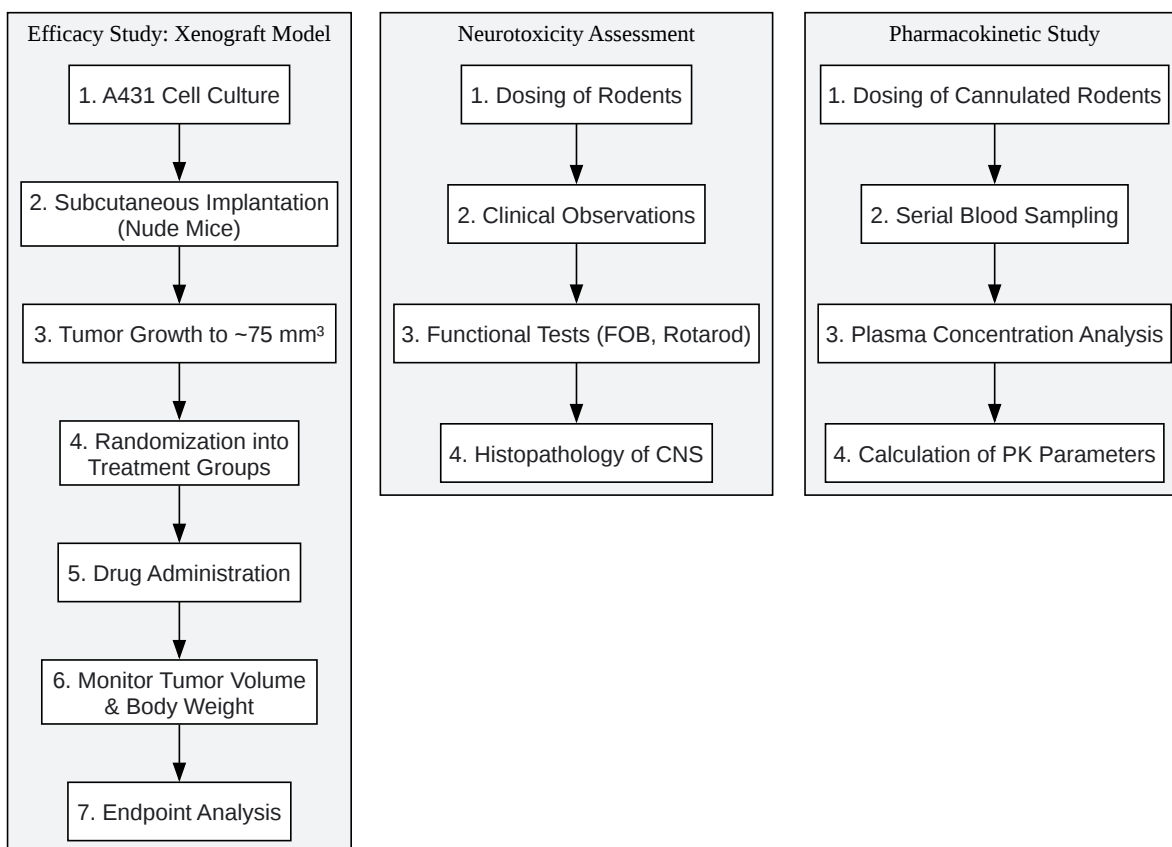 Efficacy Study: Xenograft Model
1. A431 Cell Culture
2. Subcutaneous Implantation
(Nude Mice)
3. Tumor Growth to ~75 mm³
4. Randomization into
Treatment Groups
5. Drug Administration
6. Monitor Tumor Volume
& Body Weight
7. Endpoint Analysis
Neurotoxicity Assessment
1. Dosing of Rodents
2. Clinical Observations
3. Functional Tests (FOB, Rotarod)
4. Histopathology of CNS
Pharmacokinetic Study
1. Dosing of Cannulated Rodents
2. Serial Blood Sampling
3. Plasma Concentration Analysis
4. Calculation of PK Parameters